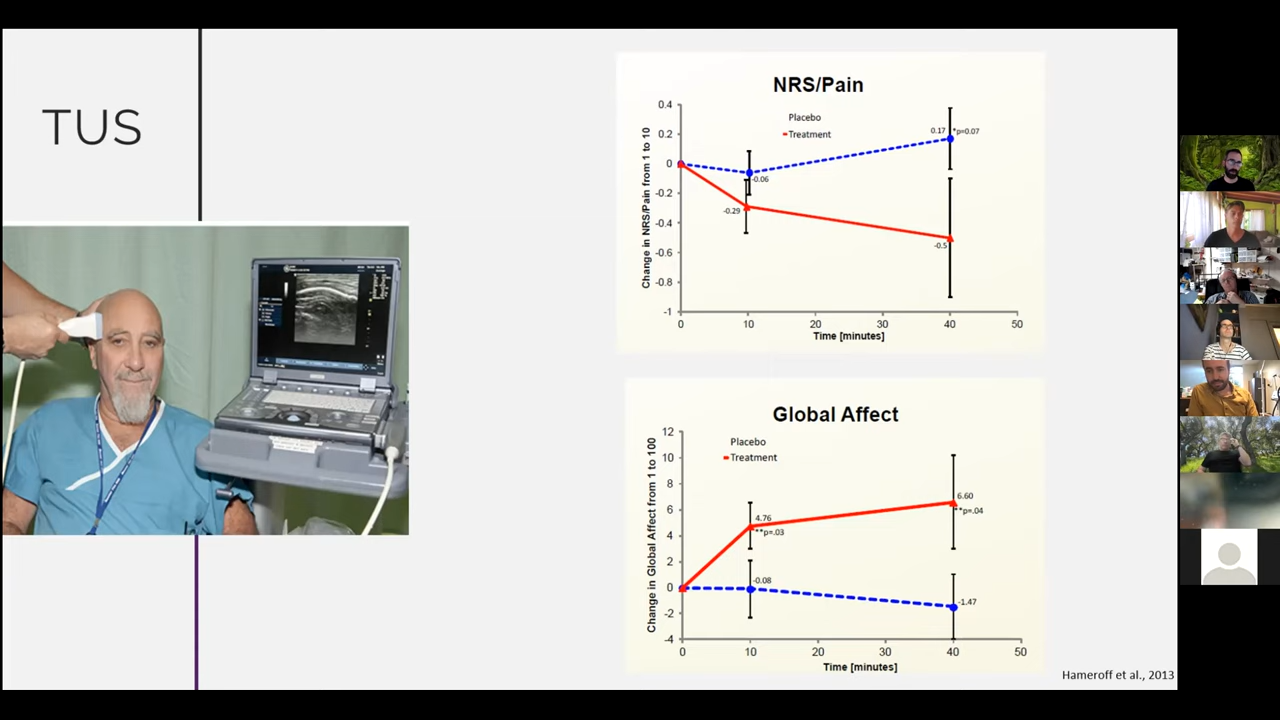 TUS
NRS/Pain
Change in NRS/Pain from 1 to 10
0.4
0.2
0
-0.2
-0.4
-0.6
-0.8
-1
Placebo
Treatment
-0.06
-0.29
0.17
*p=0.07
-0.5
0 10 20 30 40 50
Time [minutes]
Global Affect
Change in Global Affect from 1 to 100
12
10
8
6
4
2
0
-2
-4
Placebo
Treatment
4.76
**p=.03
-0.08
6.60
**p=.04
-1.47
0 10 20 30 40 50
Time [minutes]
Hameroff et al., 2013